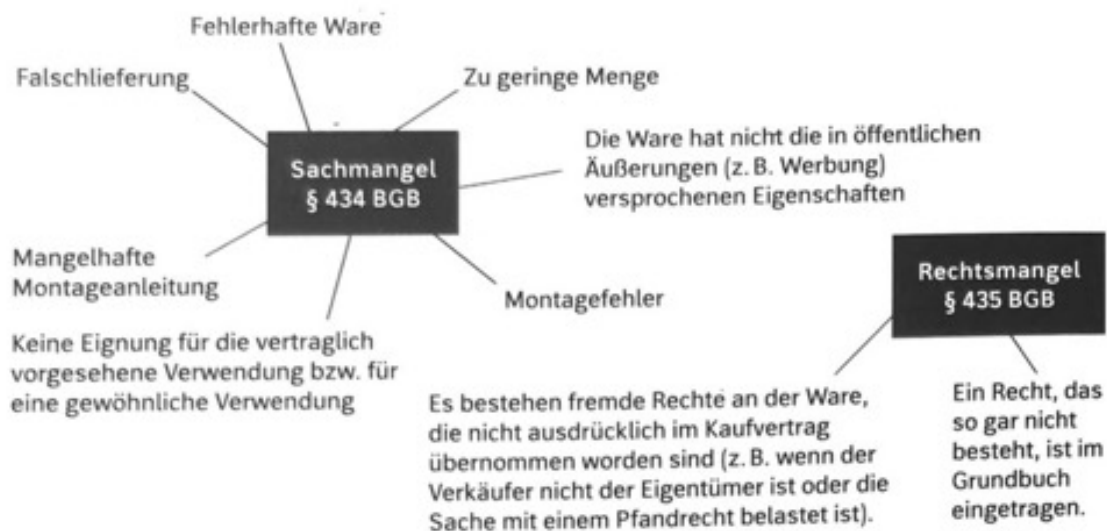 Fehlerhafte Ware
Falschlieferung
Zu geringe Menge
Sachmangel
§ 434 BGB
Die Ware hat nicht die in öffentlichen
Äußerungen (z. B. Werbung)
versprochenen Eigenschaften
Mangelhafte
Montageanleitung
Montagefehler
Keine Eignung für die vertraglich
vorgesehene Verwendung bzw. für
eine gewöhnliche Verwendung
Rechtsmangel
§ 435 BGB
Es bestehen fremde Rechte an der Ware,
die nicht ausdrücklich im Kaufvertrag
übernommen worden sind (z. B. wenn der
Verkäufer nicht der Eigentümer ist oder die
Sache mit einem Pfandrecht belastet ist).
Ein Recht, das
so gar nicht
besteht, ist im
Grundbuch
eingetragen.